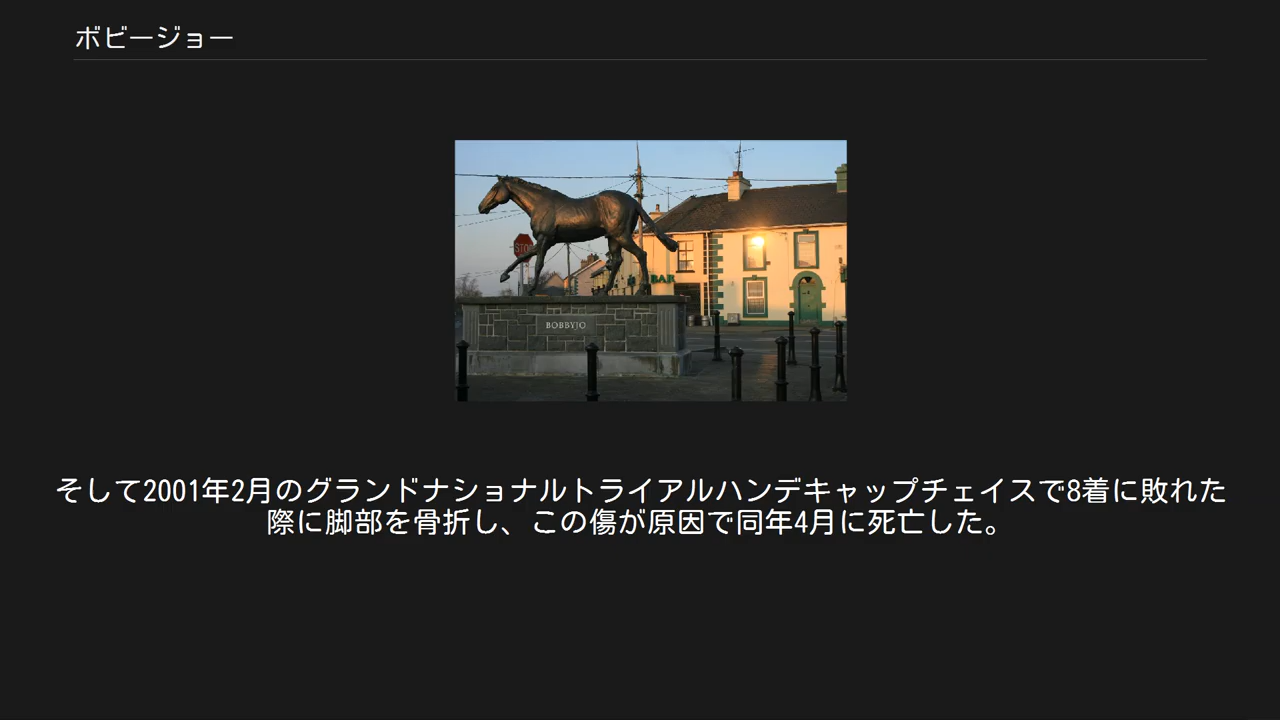 ボビージョー
STOP
BAR
BOBBYJO
そして2001年2月のグランドナショナルトライアルハンデキャップチェイスで8着に敗れた
際に脚部を骨折し、この傷が原因で同年4月に死亡した。